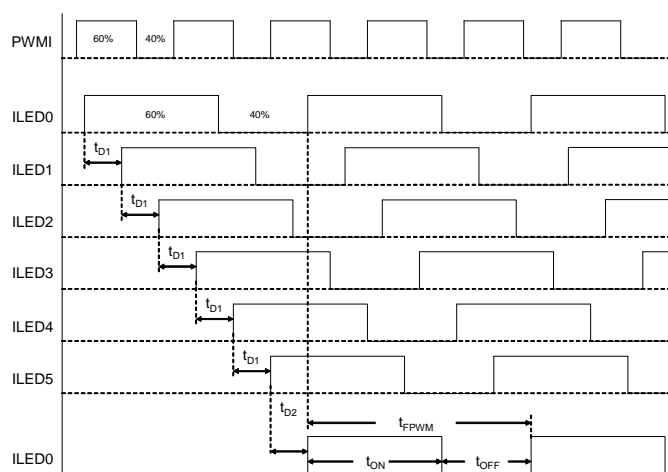 PWMI 60% 40%
ILED0 60% 40%
tD1
ILED1
tD1
ILED2
tD1
ILED3
tD1
ILED4
tD1
ILED5
tD2 tFPWM
ILED0 tON tOFF